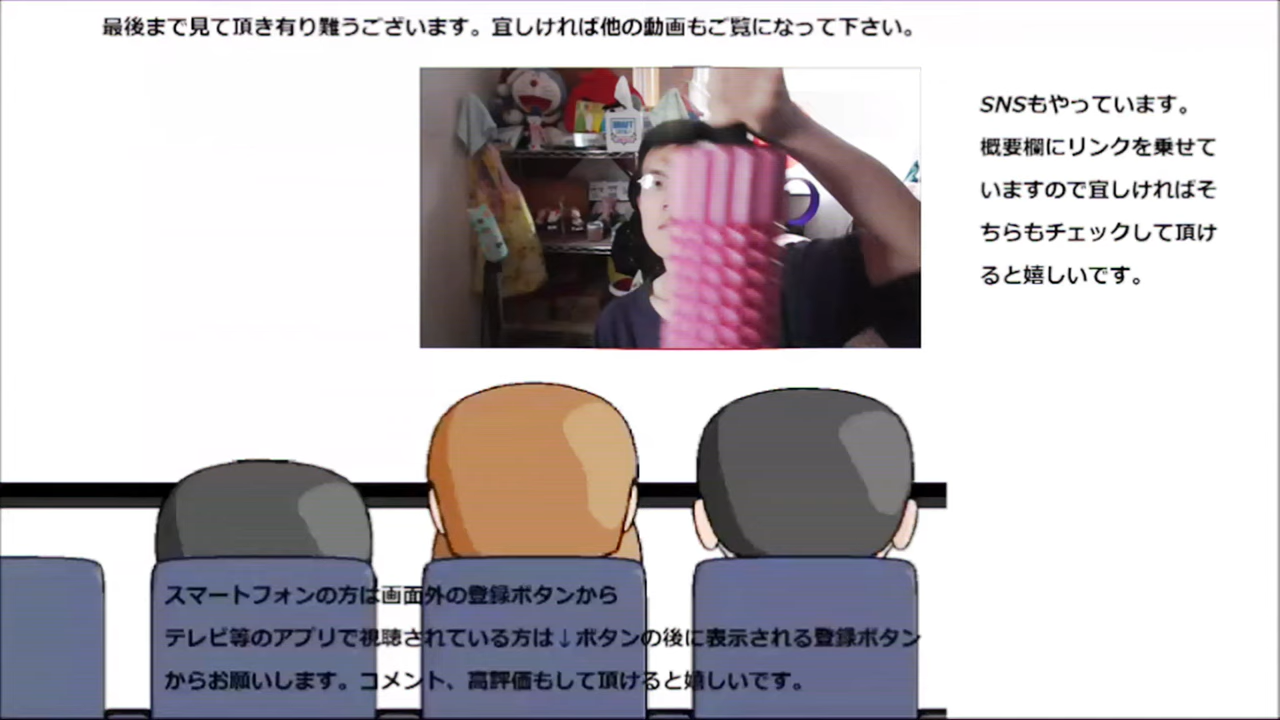 最後まで見て頂き有り難うございます。宜しければ他の動画もご覧になって下さい。
SNSもやっています。
概要欄にリンクを乗せて
いますので宜しければそ
ちらもチェックして頂け
ると嬉しいです。
スマートフォンの方は画面外の登録ボタンから
テレビ等のアプリで視聴されている方は↓ボタンの後に表示される登録ボタン
からお願いします。コメント、高評価もして頂けると嬉しいです。